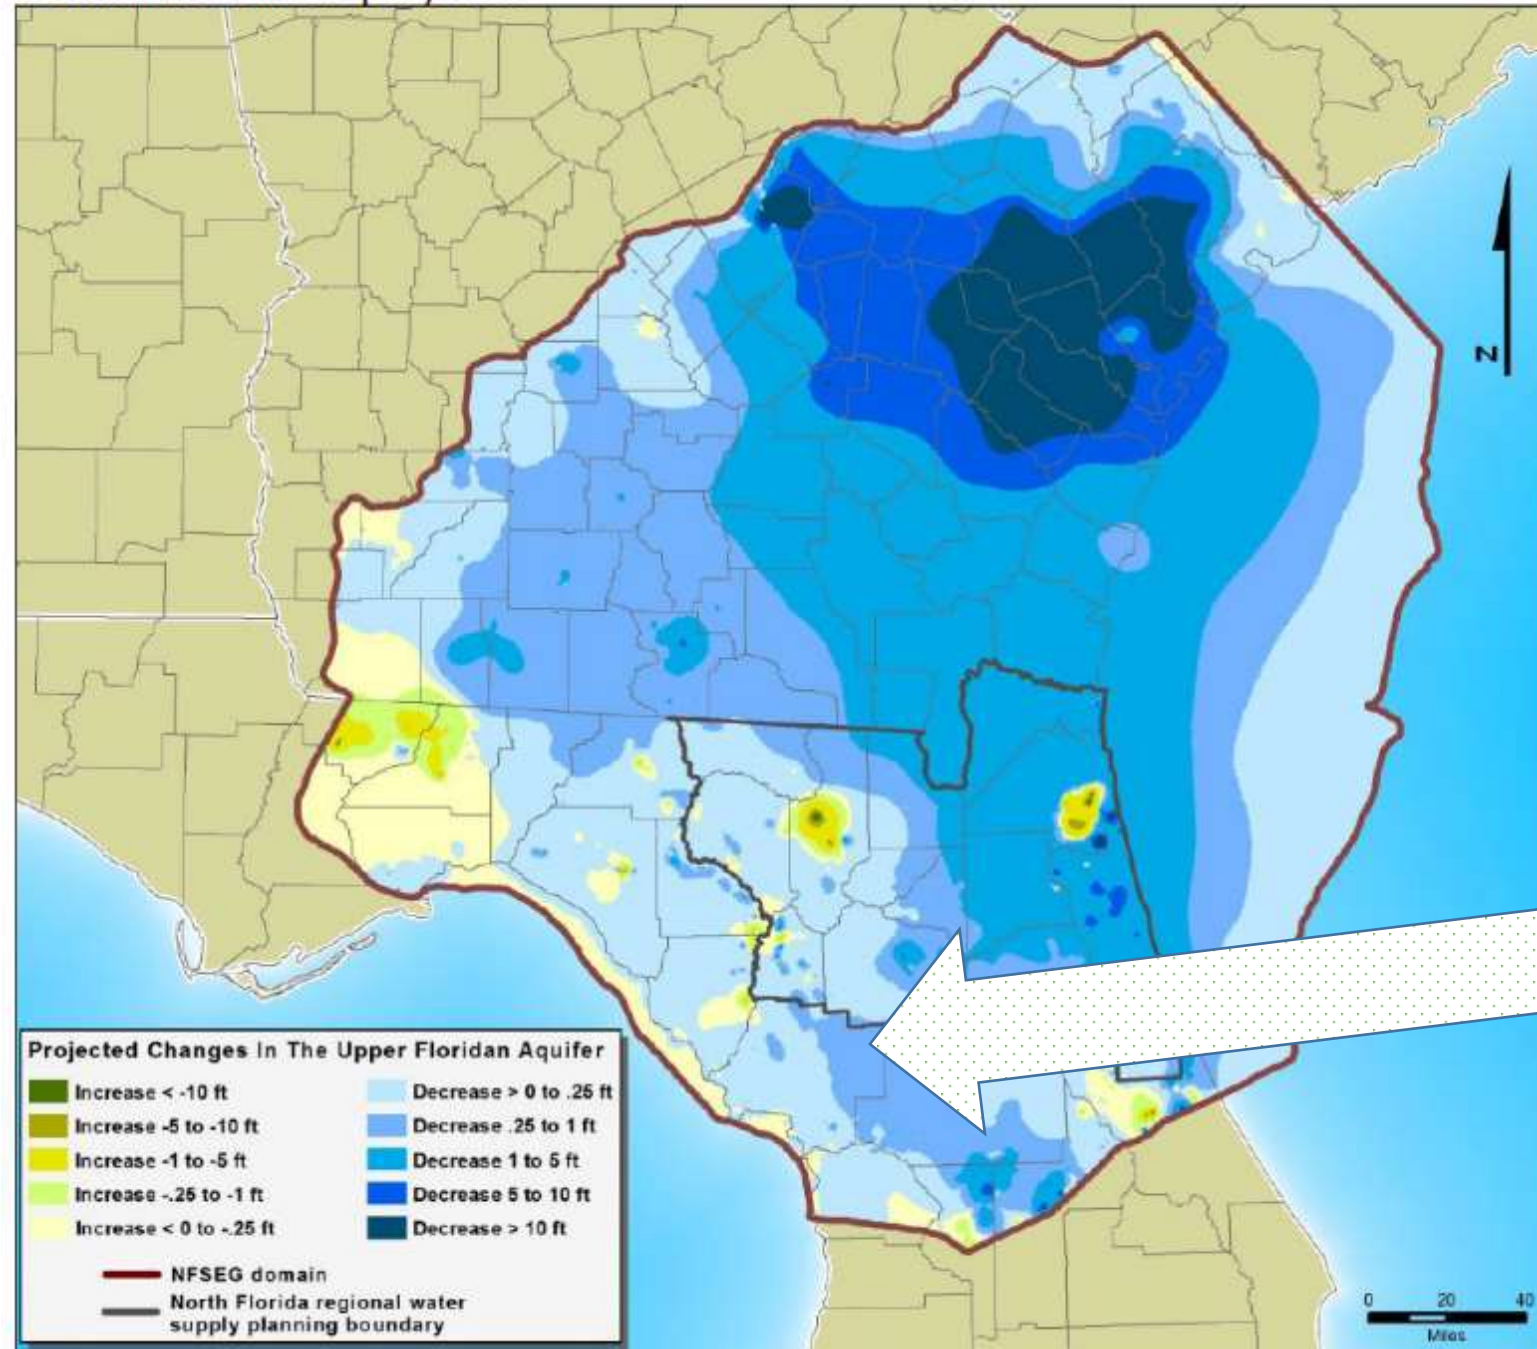 N
Projected Changes In The Upper Floridan Aquifer
Increase < -10 ft
Increase -5 to -10 ft
Increase -1 to -5 ft
Increase -.25 to -1 ft
Increase < 0 to -.25 ft
Decrease > 0 to .25 ft
Decrease .25 to 1 ft
Decrease 1 to 5 ft
Decrease 5 to 10 ft
Decrease > 10 ft
NFSEG domain
North Florida regional water
supply planning boundary
0 20 40
Miles